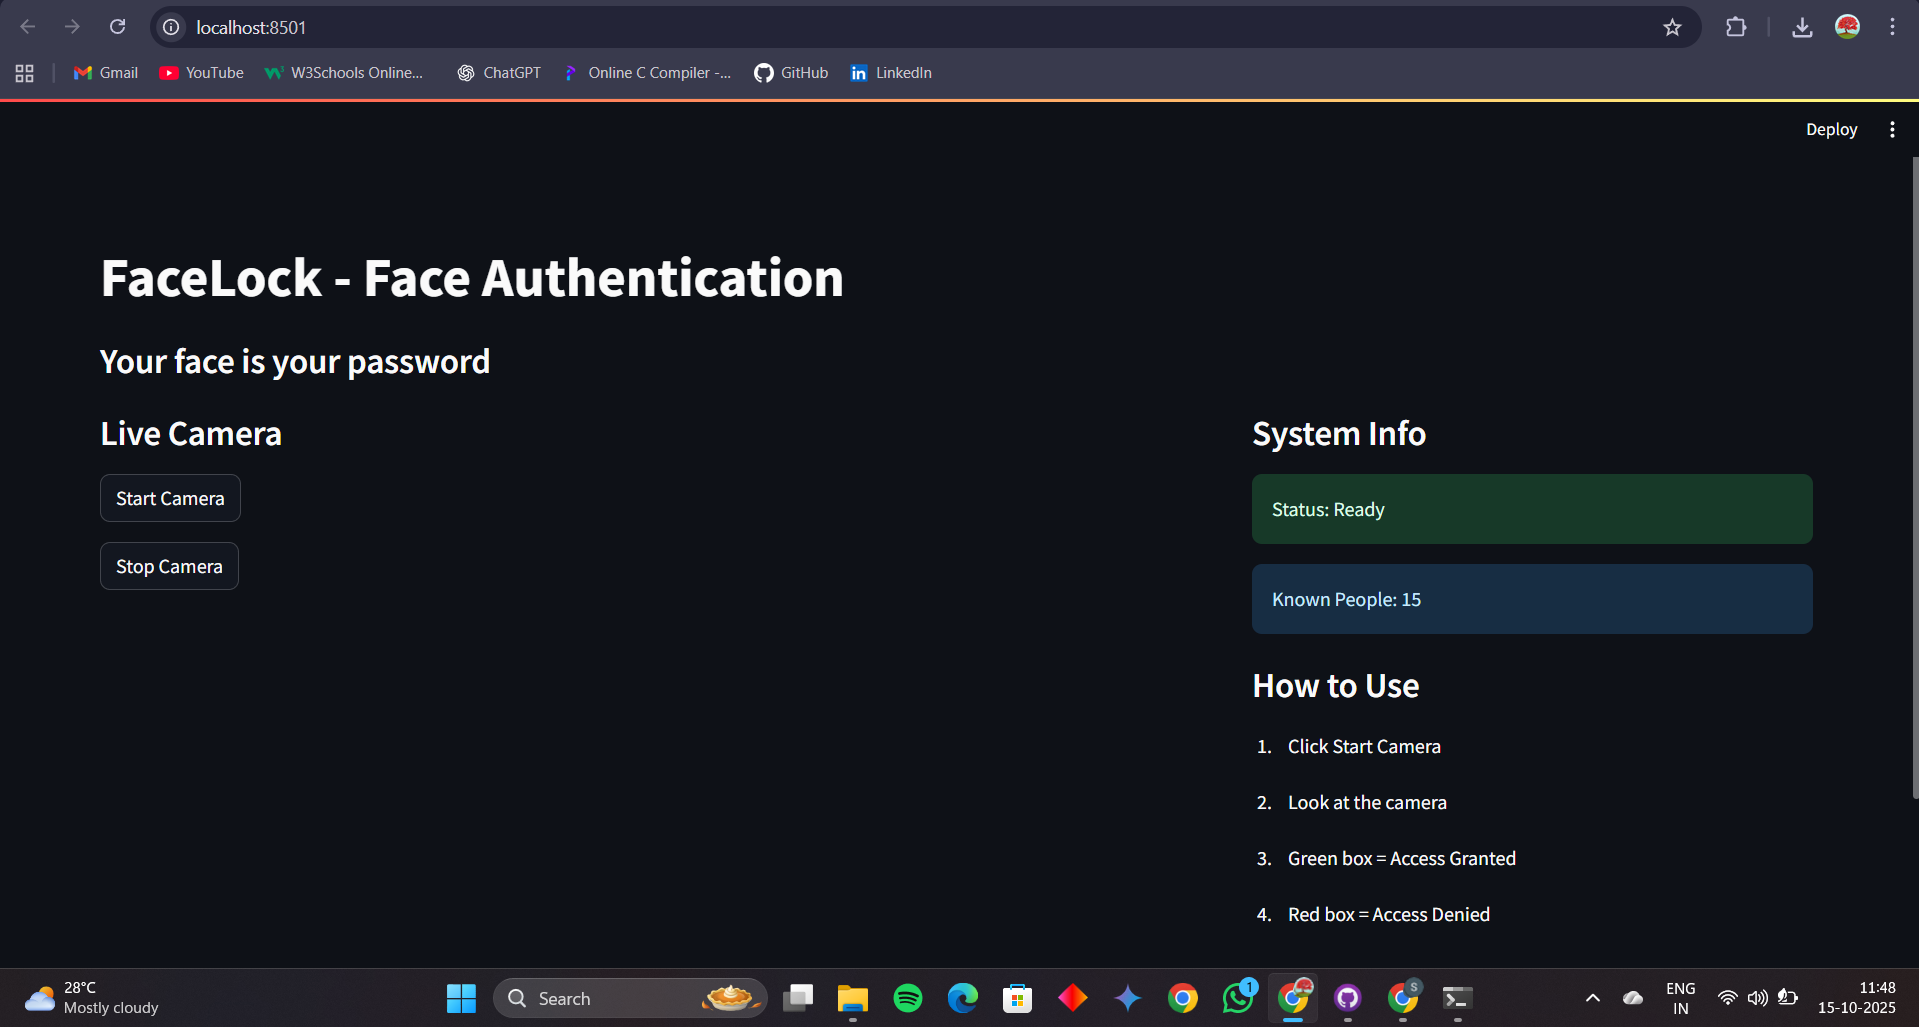 localhost:8501
Gmail
YouTube
W3Schools Online...
ChatGPT
Online C Compiler -...
GitHub
LinkedIn
Deploy
FaceLock - Face Authentication
Your face is your password
Live Camera
Start Camera
Stop Camera
System Info
Status: Ready
Known People: 15
How to Use
1. Click Start Camera
2. Look at the camera
3. Green box = Access Granted
4. Red box = Access Denied
28°C
Mostly cloudy
Search
1
S
ENG
IN
11:48
15-10-2025